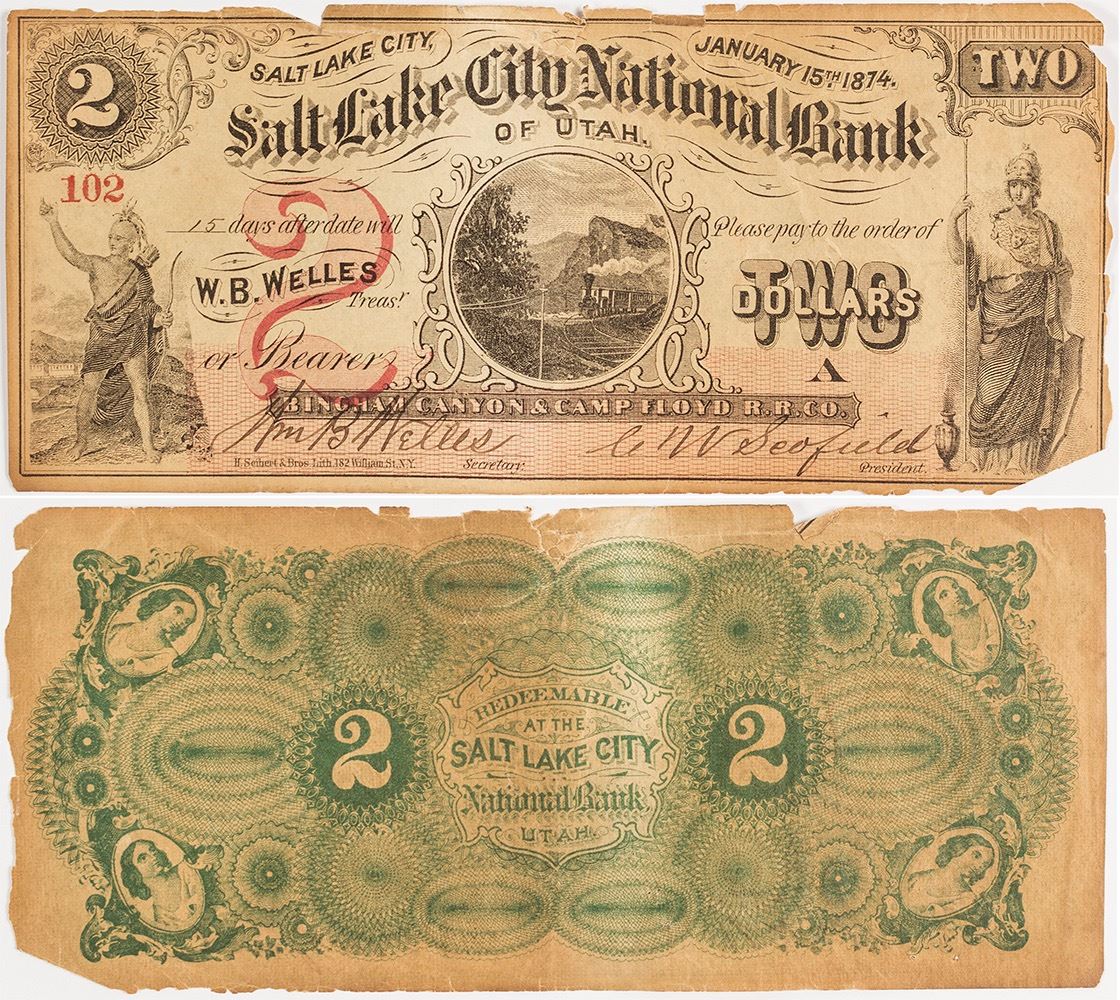 2
SALT LAKE CITY,
JANUARY 15TH 1874.
TWO
Salt Lake City National Bank
OF UTAH.
102
2
15 days after date will
Please pay to the order of
W. B. WELLES
Treasr
TWO
DOLLARS
or Bearer
A
BINGHAM CANYON & CAMP FLOYD R.R. CO.
Wm B Welles
C W Scofield
H. Seibert & Bros. Lith. 182 William St. N.Y.
Secretary.
President.
REDEEMABLE
AT THE
2
SALT LAKE CITY
2
National Bank
UTAH.